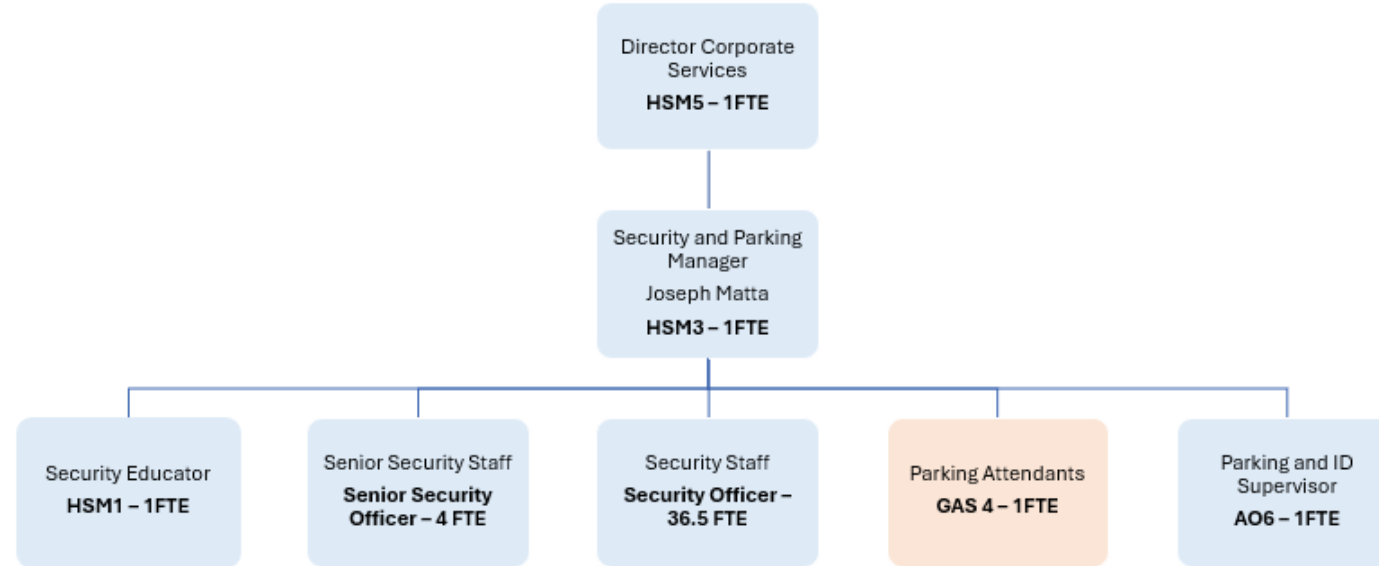 Director Corporate
Services
HSM5 – 1FTE
Security and Parking
Manager
Joseph Matta
HSM3 – 1FTE
Security Educator
HSM1 – 1FTE
Senior Security Staff
Senior Security
Officer – 4 FTE
Security Staff
Security Officer –
36.5 FTE
Parking Attendants
GAS 4 – 1FTE
Parking and ID
Supervisor
AO6 – 1FTE